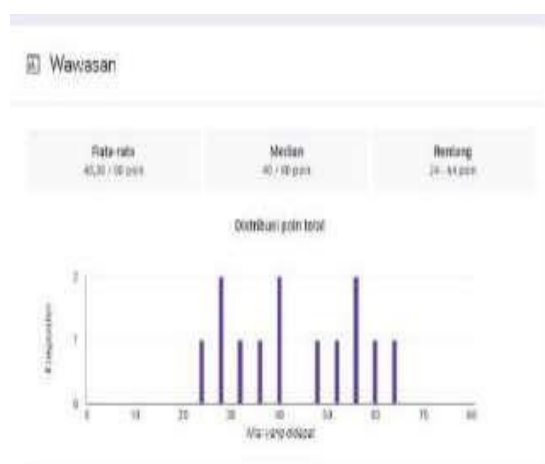 Wawasan
Rata-rata
Median
Rentang
40 / 80 poin
24 - 64 poin
Distribusi poin total
2
1
0
0 10 20 30 40 50 60 70 80
Nilai yang didapat